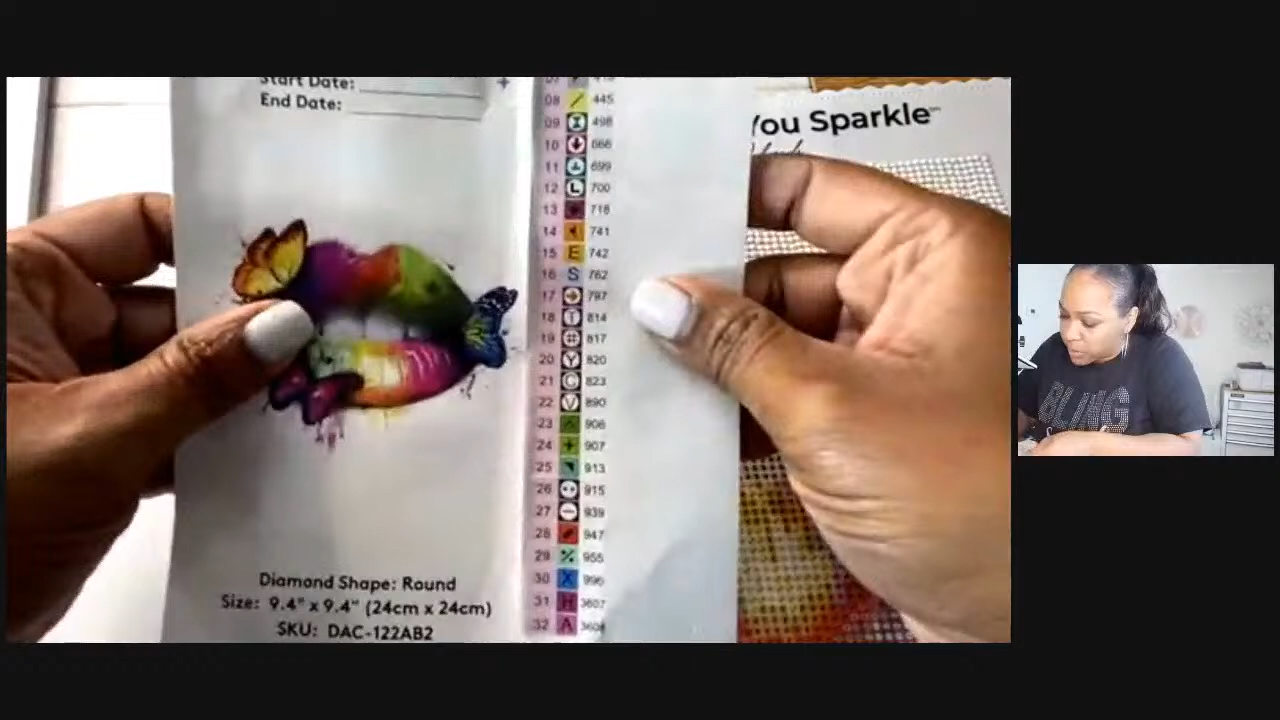 Start Date:
End Date:
08 445
09 498
10 666
11 699
12 L 700
13 718
14 741
15 E 742
16 S 762
17 797
18 T 814
19 817
20 Y 820
21 C 823
22 V 890
23 906
24 907
25 913
26 915
27 939
28 947
29 955
30 X 996
31 H 3607
32 A
Diamond Shape: Round
Size: 9.4" x 9.4" (24cm x 24cm)
SKU: DAC-122AB2
You Sparkle
BLING